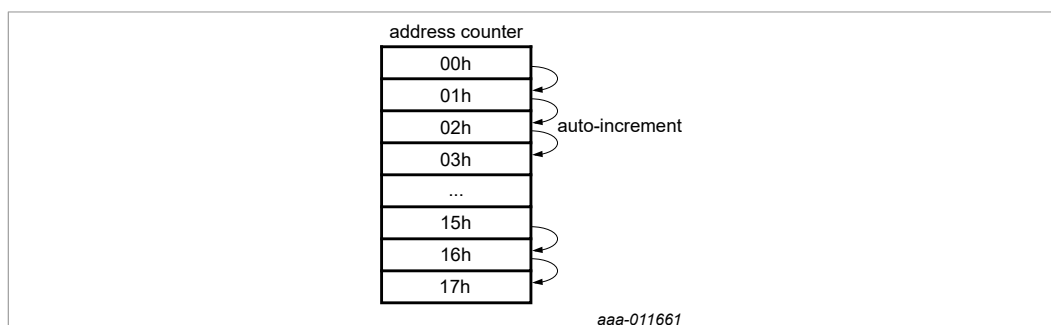 address counter
00h
01h
02h
auto-increment
03h
...
15h
16h
17h
aaa-011661